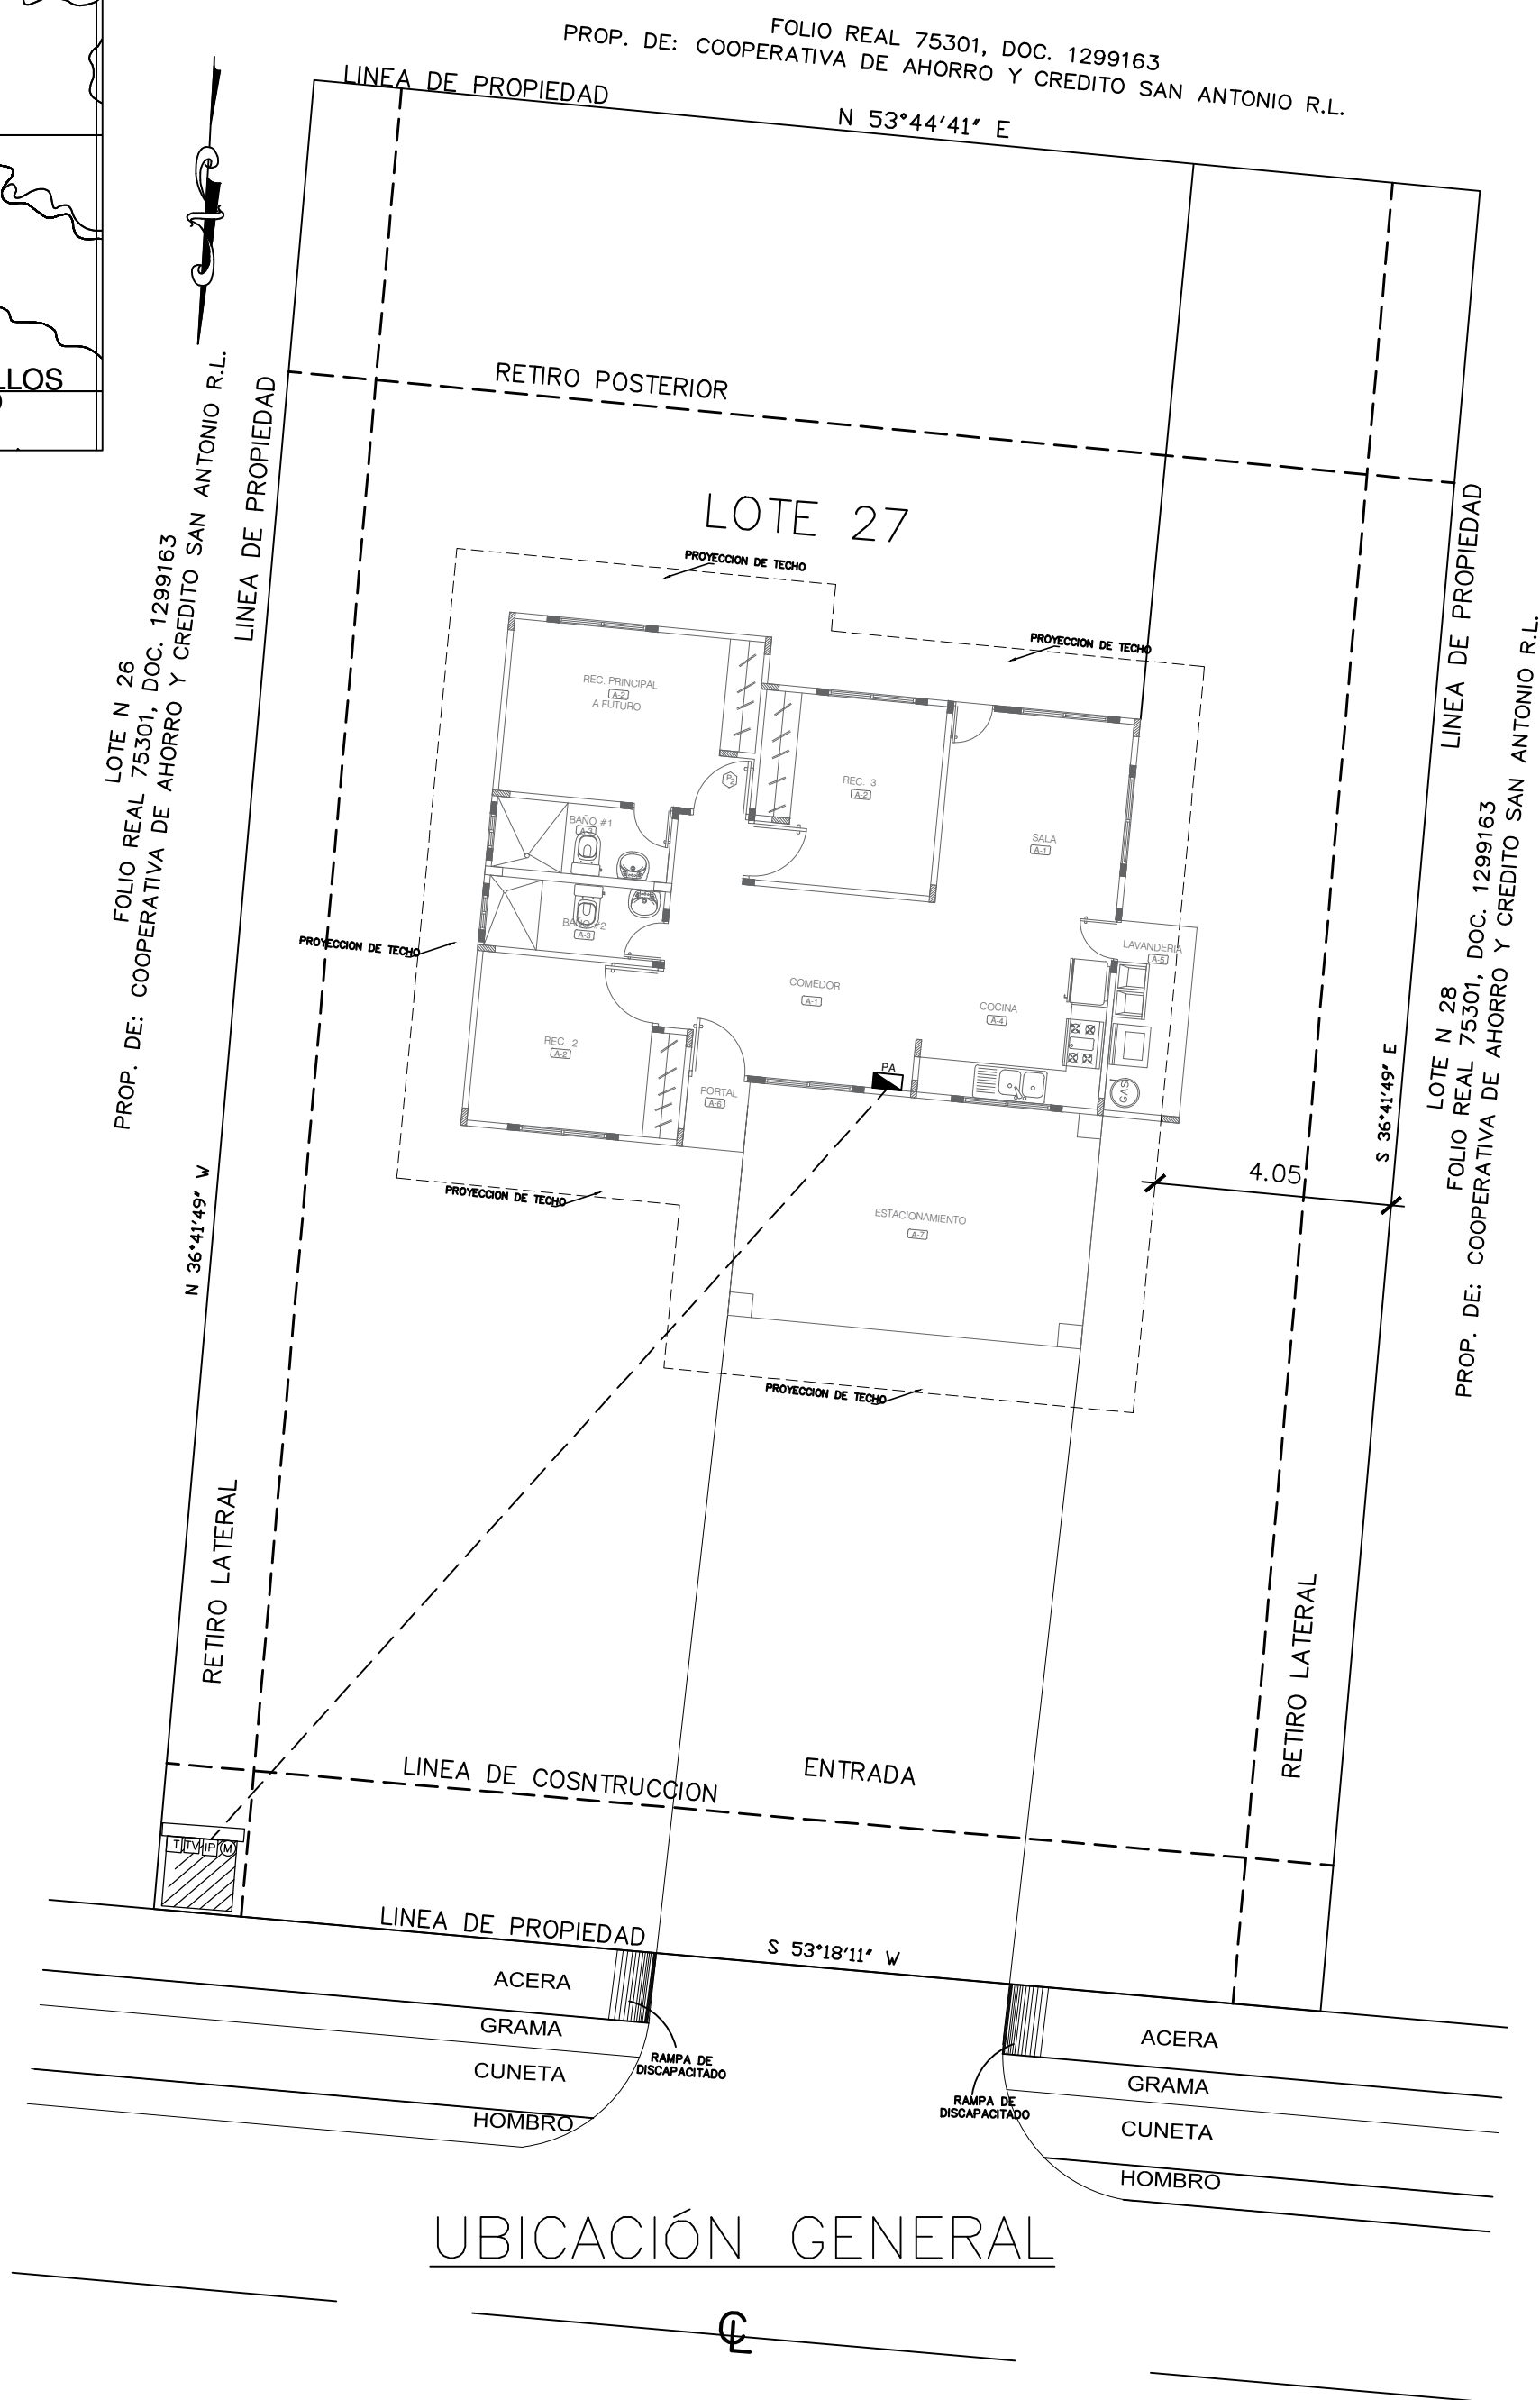 FOLIO REAL 75301, DOC. 1299163
PROP. DE: COOPERATIVA DE AHORRO Y CREDITO SAN ANTONIO R.L.
LINEA DE PROPIEDAD
N 53°44'41" E
LLOS
RETIRO POSTERIOR
LINEA DE PROPIEDAD
LOTE N 26
FOLIO REAL 75301, DOC. 1299163
PROP. DE: COOPERATIVA DE AHORRO Y CREDITO SAN ANTONIO R.L.
N 36°41'49" W
LOTE 27
PROYECCION DE TECHO
PROYECCION DE TECHO
REC. PRINCIPAL
A-2
A FUTURO
P2
REC. 3
A-2
SALA
A-1
BAÑO #1
A-3
BAÑO #2
A-3
PROYECCION DE TECHO
LAVANDERIA
A-5
COMEDOR
A-1
COCINA
A-4
REC. 2
A-2
PA
PORTAL
A-6
GAS
PROYECCION DE TECHO
ESTACIONAMIENTO
A-7
4.05
PROYECCION DE TECHO
LINEA DE PROPIEDAD
S 36°41'49" E
LOTE N 28
FOLIO REAL 75301, DOC. 1299163
PROP. DE: COOPERATIVA DE AHORRO Y CREDITO SAN ANTONIO R.L.
RETIRO LATERAL
RETIRO LATERAL
LINEA DE COSNTRUCCION
ENTRADA
T TV IP M
LINEA DE PROPIEDAD
S 53°18'11" W
ACERA
GRAMA
CUNETA
HOMBRO
RAMPA DE
DISCAPACITADO
RAMPA DE
DISCAPACITADO
ACERA
GRAMA
CUNETA
HOMBRO
UBICACIÓN GENERAL
CL